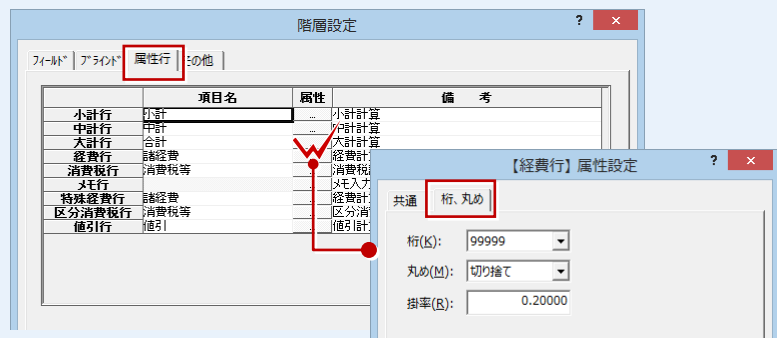 階層設定
? ×
フィールド ブラインド 属性行 その他
項目名 属性 備 考
小計行 小計 ... 小計計算
中計行 中計 ... 中計計算
大計行 合計 大計計算
経費行 諸経費 経費計
消費税行 消費税等 消費税
メモ行 メモ入力
特殊経費行 諸経費 経費計
区分消費税行 消費税等 区分消
値引行 値引 ... 値引計
【経費行】属性設定
? ×
共通 桁、丸め
桁(K): 99999
丸め(M): 切り捨て
掛率(R): 0.20000